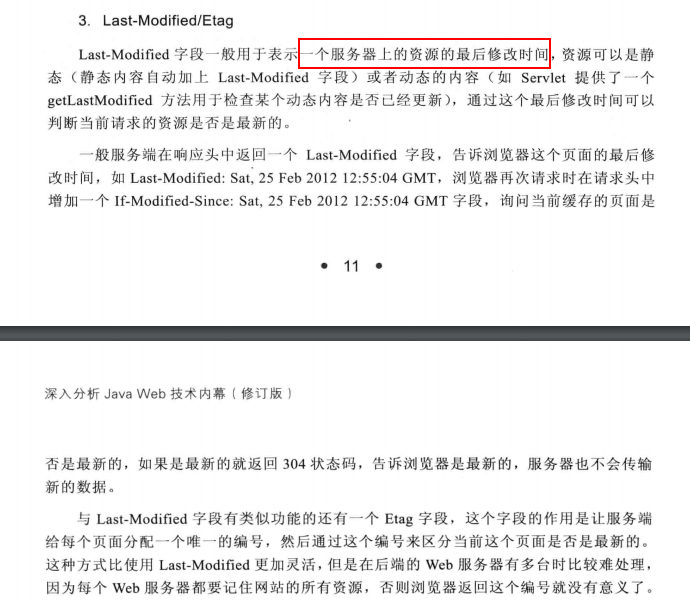 3. Last-Modified/Etag
Last-Modified 字段一般用于表示一个服务器上的资源的最后修改时间，资源可以是静
态（静态内容自动加上 Last-Modified 字段）或者动态的内容（如 Servlet 提供了一个
getLastModified 方法用于检查某个动态内容是否已经更新），通过这个最后修改时间可以
判断当前请求的资源是否是最新的。
一般服务端在响应头中返回一个 Last-Modified 字段，告诉浏览器这个页面的最后修
改时间，如 Last-Modified: Sat, 25 Feb 2012 12:55:04 GMT，浏览器再次请求时在请求头中
增加一个 If-Modified-Since: Sat, 25 Feb 2012 12:55:04 GMT 字段，询问当前缓存的页面是
• 11 •
深入分析 Java Web 技术内幕（修订版）
否是最新的，如果是最新的就返回 304 状态码，告诉浏览器是最新的，服务器也不会传输
新的数据。
与 Last-Modified 字段有类似功能的还有一个 Etag 字段，这个字段的作用是让服务端
给每个页面分配一个唯一的编号，然后通过这个编号来区分当前这个页面是否是最新的。
这种方式比使用 Last-Modified 更加灵活，但是在后端的 Web 服务器有多台时比较难处理，
因为每个 Web 服务器都要记住网站的所有资源，否则浏览器返回这个编号就没有意义了。